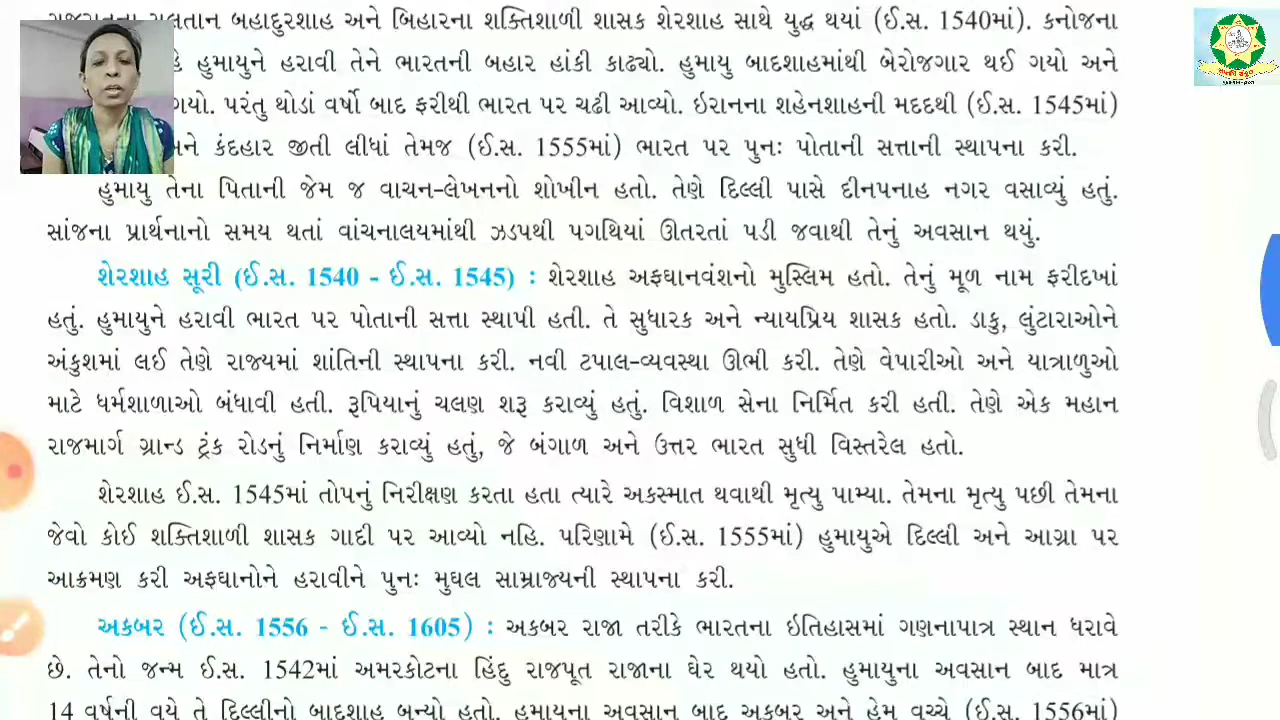 સુલતાન બહાદુરશાહ અને બિહારના શક્તિશાળી શાસક શેરશાહ સાથે યુદ્ધ થયાં (ઈ.સ. 1540માં). કનોજના
હુમાયુને હરાવી તેને ભારતની બહાર હાંકી કાઢ્યો. હુમાયુ બાદશાહમાંથી બેરોજગાર થઈ ગયો અને
ગયો. પરંતુ થોડાં વર્ષો બાદ ફરીથી ભારત પર ચઢી આવ્યો. ઇરાનના શહેનશાહની મદદથી (ઈ.સ. 1545માં)
અને કંદહાર જીતી લીધાં તેમજ (ઈ.સ. 1555માં) ભારત પર પુનઃ પોતાની સત્તાની સ્થાપના કરી.
હુમાયુ તેના પિતાની જેમ જ વાચન-લેખનનો શોખીન હતો. તેણે દિલ્લી પાસે દીનપનાહ નગર વસાવ્યું હતું.
સાંજના પ્રાર્થનાનો સમય થતાં વાંચનાલયમાંથી ઝડપથી પગથિયાં ઊતરતાં પડી જવાથી તેનું અવસાન થયું.
શેરશાહ સૂરી (ઈ.સ. 1540 - ઈ.સ. 1545) : શેરશાહ અફઘાનવંશનો મુસ્લિમ હતો. તેનું મૂળ નામ ફરીદખાં
હતું. હુમાયુને હરાવી ભારત પર પોતાની સત્તા સ્થાપી હતી. તે સુધારક અને ન્યાયપ્રિય શાસક હતો. ડાકુ, લુંટારાઓને
અંકુશમાં લઈ તેણે રાજ્યમાં શાંતિની સ્થાપના કરી. નવી ટપાલ-વ્યવસ્થા ઊભી કરી. તેણે વેપારીઓ અને યાત્રાળુઓ
માટે ધર્મશાળાઓ બંધાવી હતી. રૂપિયાનું ચલણ શરૂ કરાવ્યું હતું. વિશાળ સેના નિર્મિત કરી હતી. તેણે એક મહાન
રાજમાર્ગ ગ્રાન્ડ ટ્રંક રોડનું નિર્માણ કરાવ્યું હતું, જે બંગાળ અને ઉત્તર ભારત સુધી વિસ્તરેલ હતો.
શેરશાહ ઈ.સ. 1545માં તોપનું નિરીક્ષણ કરતા હતા ત્યારે અકસ્માત થવાથી મૃત્યુ પામ્યા. તેમના મૃત્યુ પછી તેમના
જેવો કોઈ શક્તિશાળી શાસક ગાદી પર આવ્યો નહિ. પરિણામે (ઈ.સ. 1555માં) હુમાયુએ દિલ્લી અને આગ્રા પર
આક્રમણ કરી અફઘાનોને હરાવીને પુનઃ મુઘલ સામ્રાજ્યની સ્થાપના કરી.
અકબર (ઈ.સ. 1556 - ઈ.સ. 1605) : અકબર રાજા તરીકે ભારતના ઇતિહાસમાં ગણનાપાત્ર સ્થાન ધરાવે
છે. તેનો જન્મ ઈ.સ. 1542માં અમરકોટના હિંદુ રાજપૂત રાજાના ઘેર થયો હતો. હુમાયુના અવસાન બાદ માત્ર
14 વર્ષની વયે તે દિલ્લીનો બાદશાહ બન્યો હતો. હુમાયુના અવસાન બાદ અકબર અને હેમુ વચ્ચે (ઈ.સ. 1556માં)